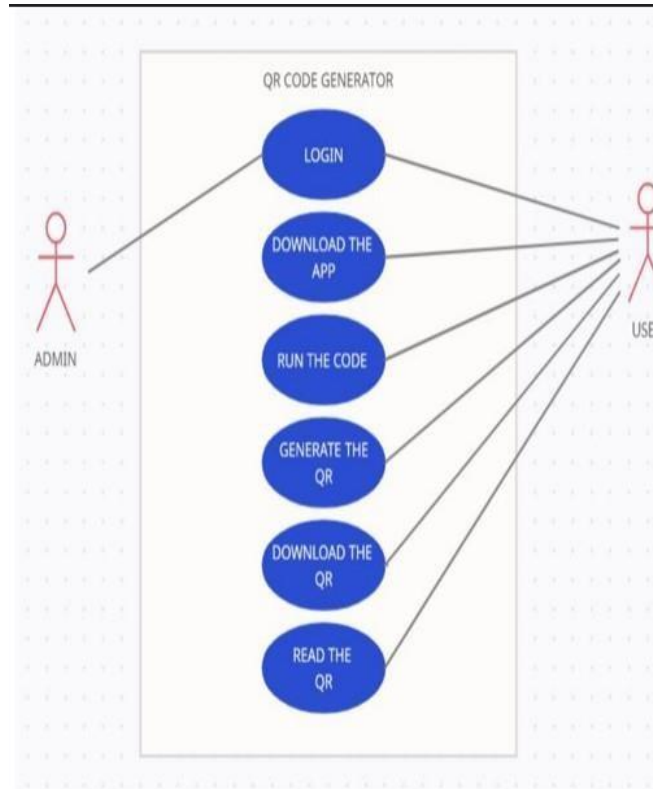 QR CODE GENERATOR
LOGIN
DOWNLOAD THE
APP
RUN THE CODE
GENERATE THE
QR
DOWNLOAD THE
QR
READ THE
QR
ADMIN
USE